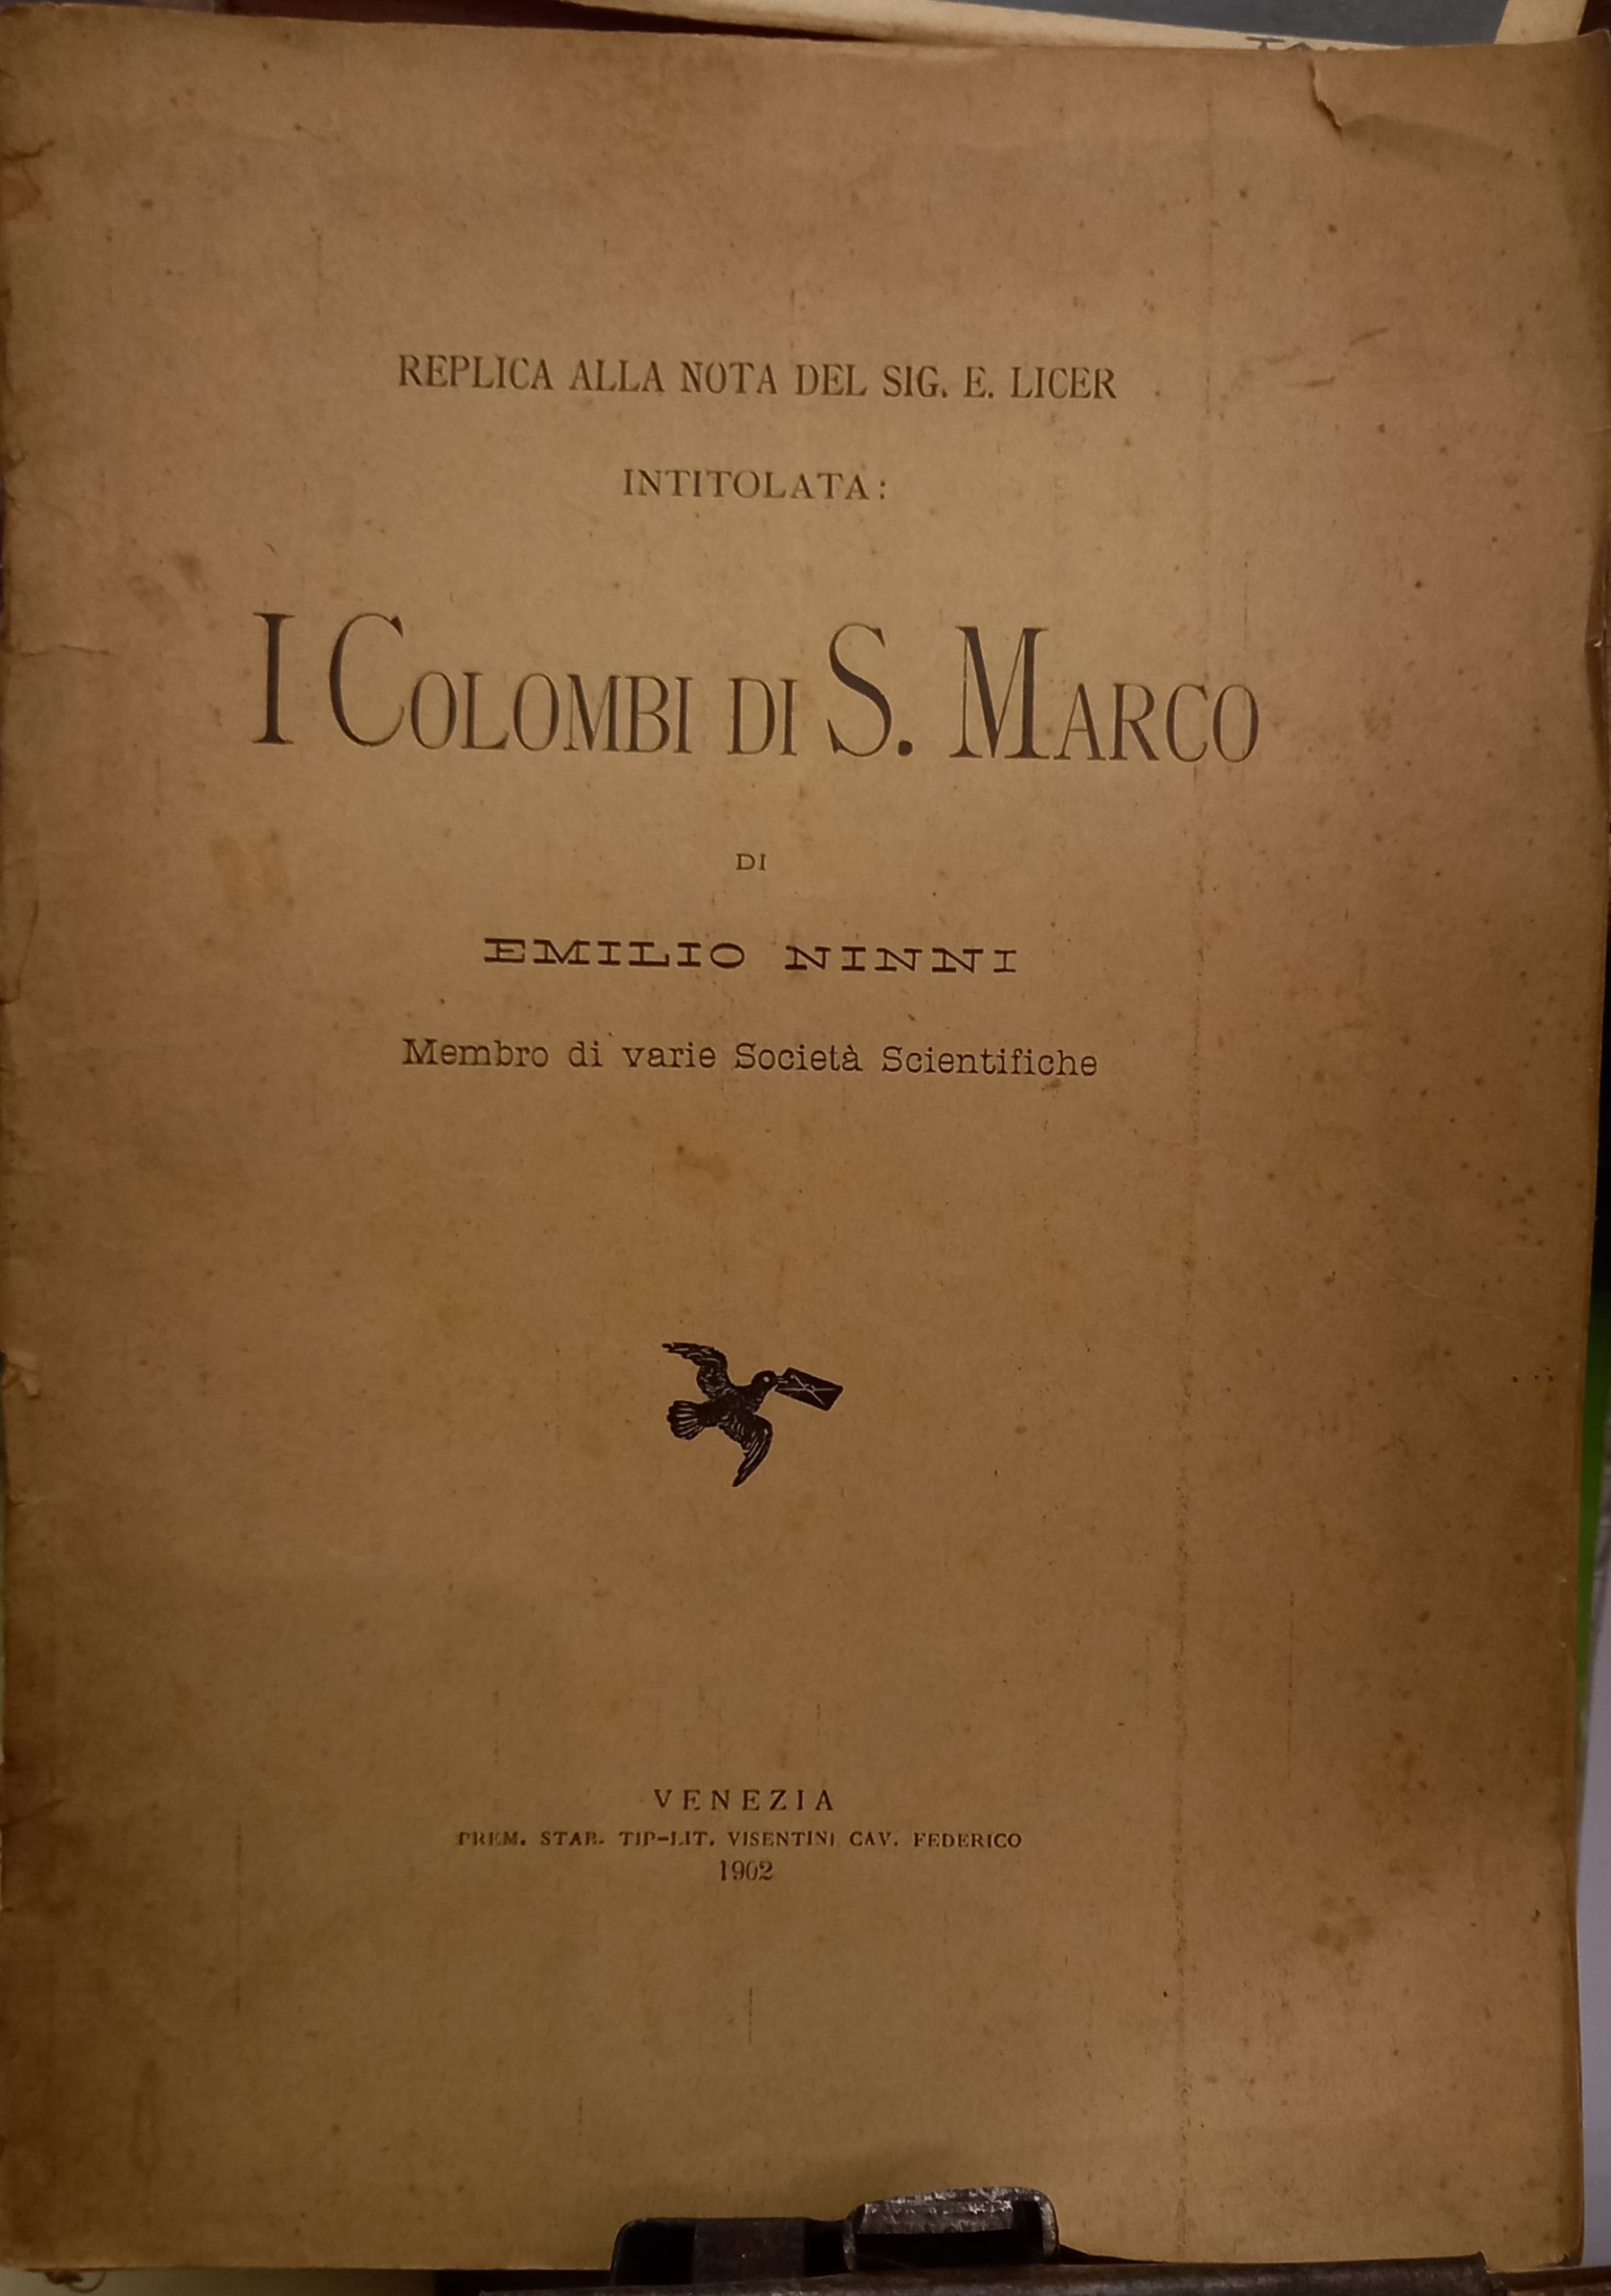 REPLICA ALLA NOTA DEL SIG. E. LICER
INTITOLATA:
I COLOMBI DI S. MARCO
DI
EMILIO NINNI
Membro di varie Società Scientifiche
VENEZIA
PREM. STAB. TIP-LIT. VISENTINI CAV. FEDERICO
1902